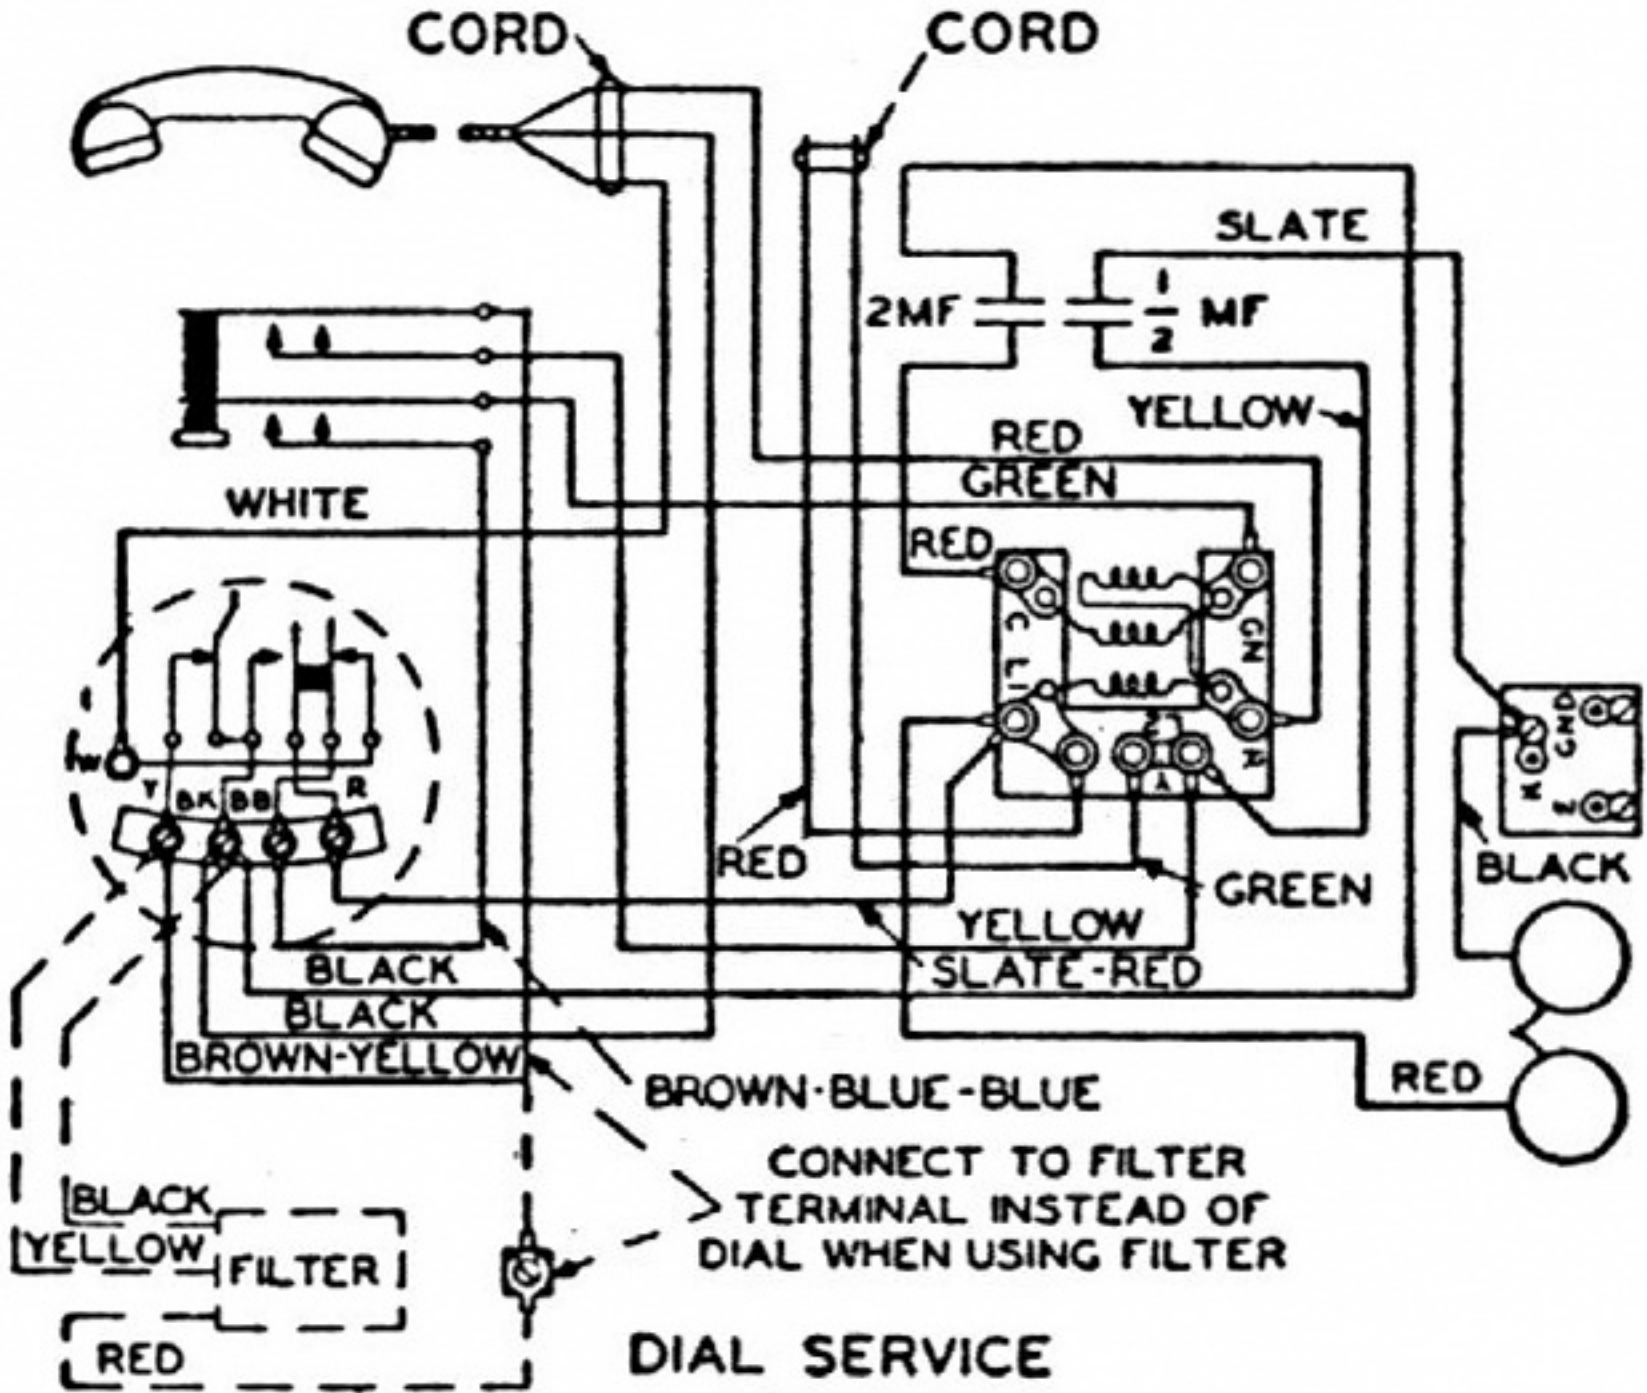 CORD
CORD
SLATE
2MF
1/2 MF
YELLOW
RED
GREEN
WHITE
RED
C
GN
L1
L2
R
Y
W
Y
BK
BB
R
GND
K
RED
BLACK
GREEN
YELLOW
BLACK
SLATE-RED
BLACK
BROWN-YELLOW
RED
BROWN-BLUE-BLUE
CONNECT TO FILTER
TERMINAL INSTEAD OF
DIAL WHEN USING FILTER
BLACK
YELLOW
FILTER
RED
DIAL SERVICE